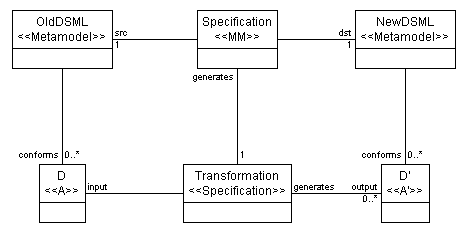 OldDSML
<<Metamodel>>
src
1
Specification
<<MM>>
dst
1
NewDSML
<<Metamodel>>
generates
1
conforms 0..*
conforms 0..*
D
<<A>>
input
Transformation
<<Specification>>
generates
output
0..*
D'
<<A'>>